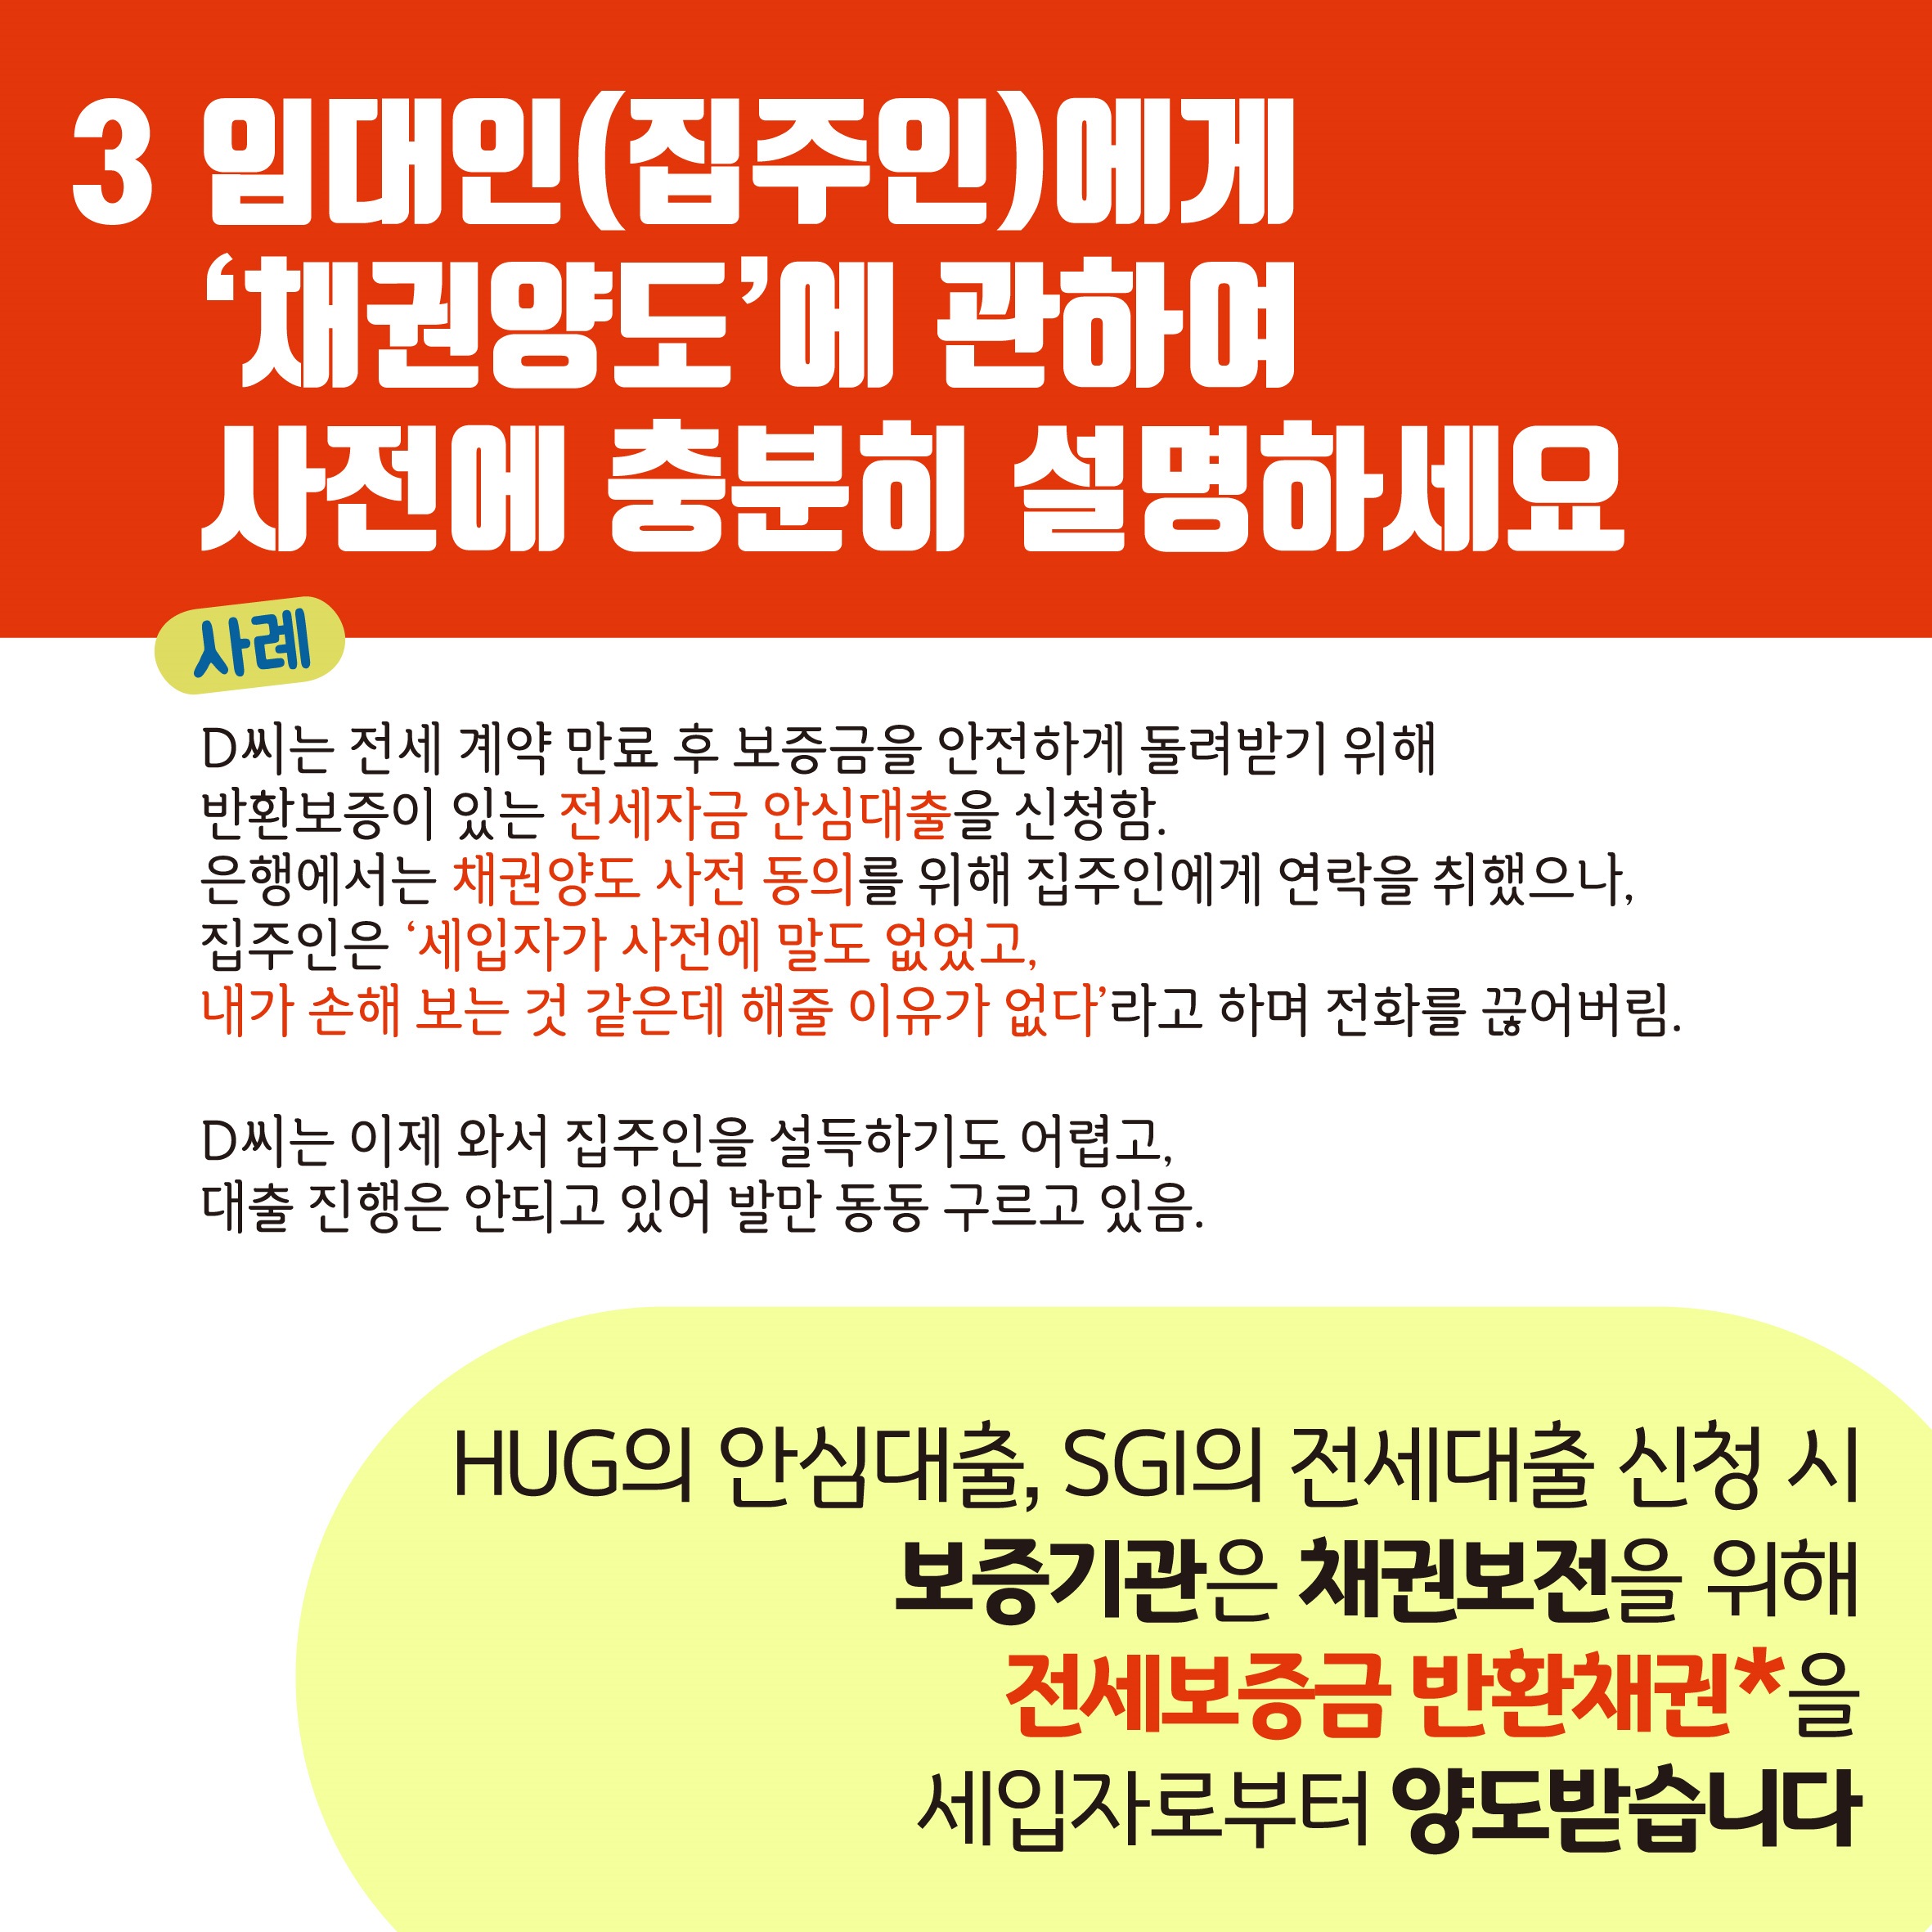 3 임대인(집주인)에게
‘채권양도’에 관하여
사전에 충분히 설명하세요
사례
D씨는 전세 계약 만료 후 보증금을 안전하게 돌려받기 위해
반환보증이 있는 전세자금 안심대출을 신청함.
은행에서는 채권양도 사전 동의를 위해 집주인에게 연락을 취했으나,
집주인은 ‘세입자가 사전에 말도 없었고,
내가 손해 보는 것 같은데 해줄 이유가 없다’라고 하며 전화를 끊어버림.
D씨는 이제 와서 집주인을 설득하기도 어렵고,
대출 진행은 안되고 있어 발만 동동 구르고 있음.
HUG의 안심대출, SGI의 전세대출 신청 시
보증기관은 채권보전을 위해
전세보증금 반환채권*을
세입자로부터 양도받습니다